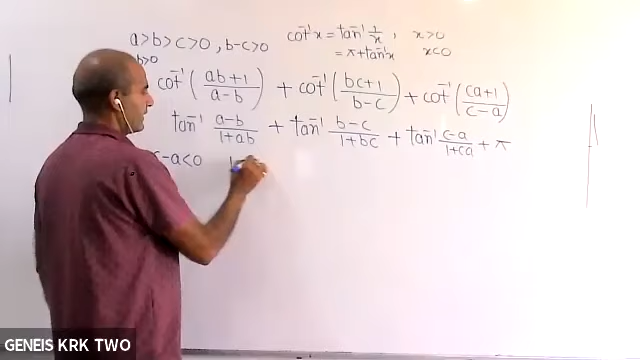 a>b>c>0 , b-c>0 cot⁻¹x = tan⁻¹ 1/x , x>0
b>0 = π+tan⁻¹x x<0
cot⁻¹(ab+1/a-b) + cot⁻¹(bc+1/b-c) + cot⁻¹(ca+1/c-a)
tan⁻¹ a-b/1+ab + tan⁻¹ b-c/1+bc + tan⁻¹ c-a/1+ca + π
c-a<0
GENEIS KRK TWO